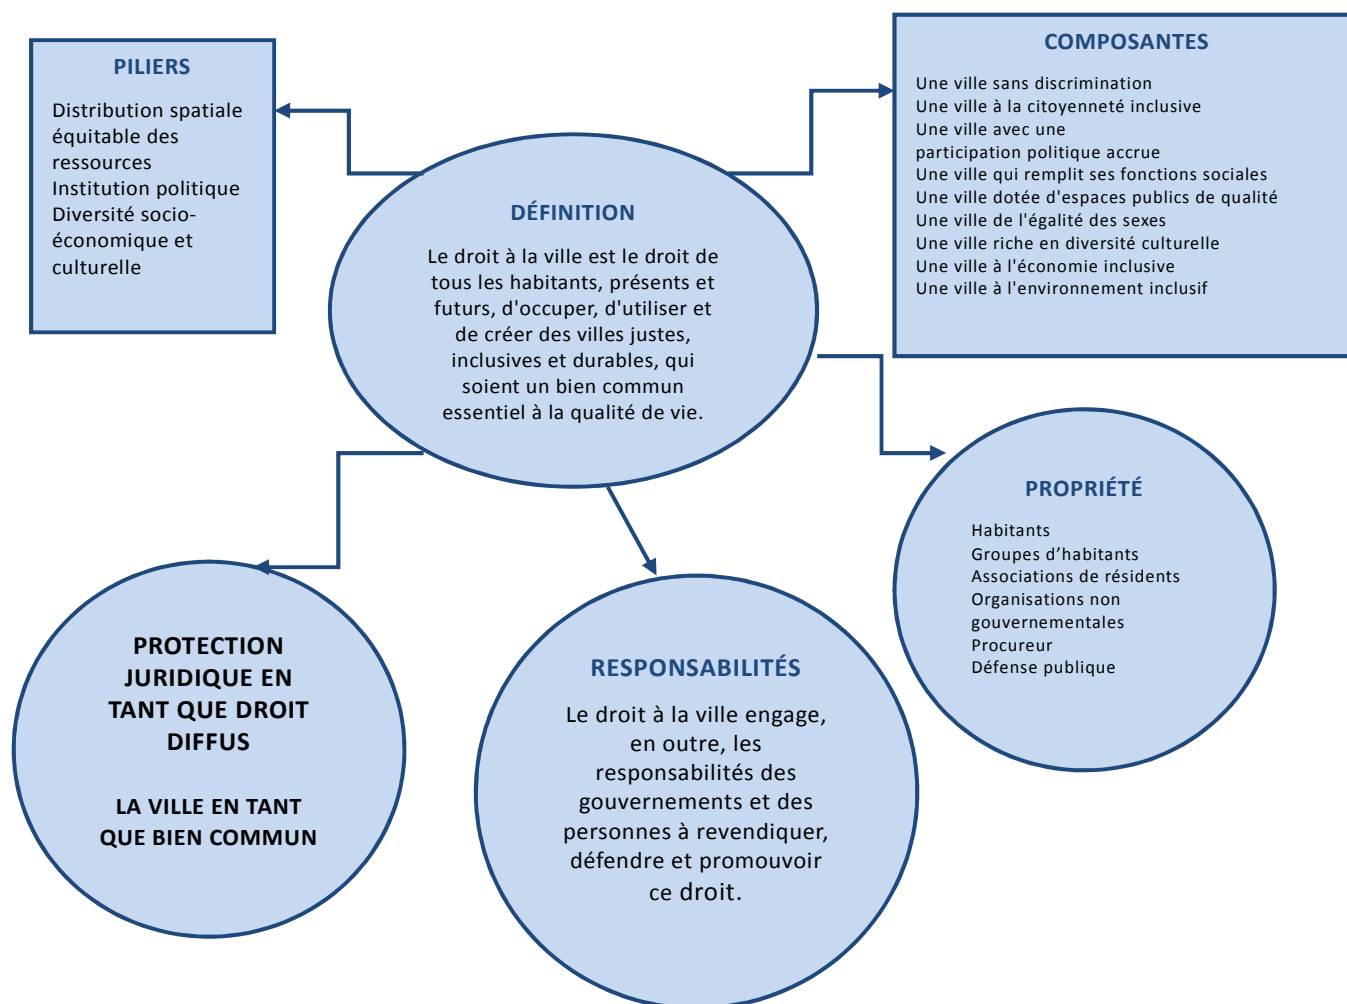 PILIERS
Distribution spatiale
équitable des
ressources
Institution politique
Diversité socio-
économique et
culturelle
COMPOSANTES
Une ville sans discrimination
Une ville à la citoyenneté inclusive
Une ville avec une
participation politique accrue
Une ville qui remplit ses fonctions sociales
Une ville dotée d'espaces publics de qualité
Une ville de l'égalité des sexes
Une ville riche en diversité culturelle
Une ville à l'économie inclusive
Une ville à l'environnement inclusif
DÉFINITION
Le droit à la ville est le droit de
tous les habitants, présents et
futurs, d'occuper, d'utiliser et
de créer des villes justes,
inclusives et durables, qui
soient un bien commun
essentiel à la qualité de vie.
PROPRIÉTÉ
Habitants
Groupes d’habitants
Associations de résidents
Organisations non
gouvernementales
Procureur
Défense publique
PROTECTION
JURIDIQUE EN
TANT QUE DROIT
DIFFUS
LA VILLE EN TANT
QUE BIEN COMMUN
RESPONSABILITÉS
Le droit à la ville engage,
en outre, les
responsabilités des
gouvernements et des
personnes à revendiquer,
défendre et promouvoir
ce droit.